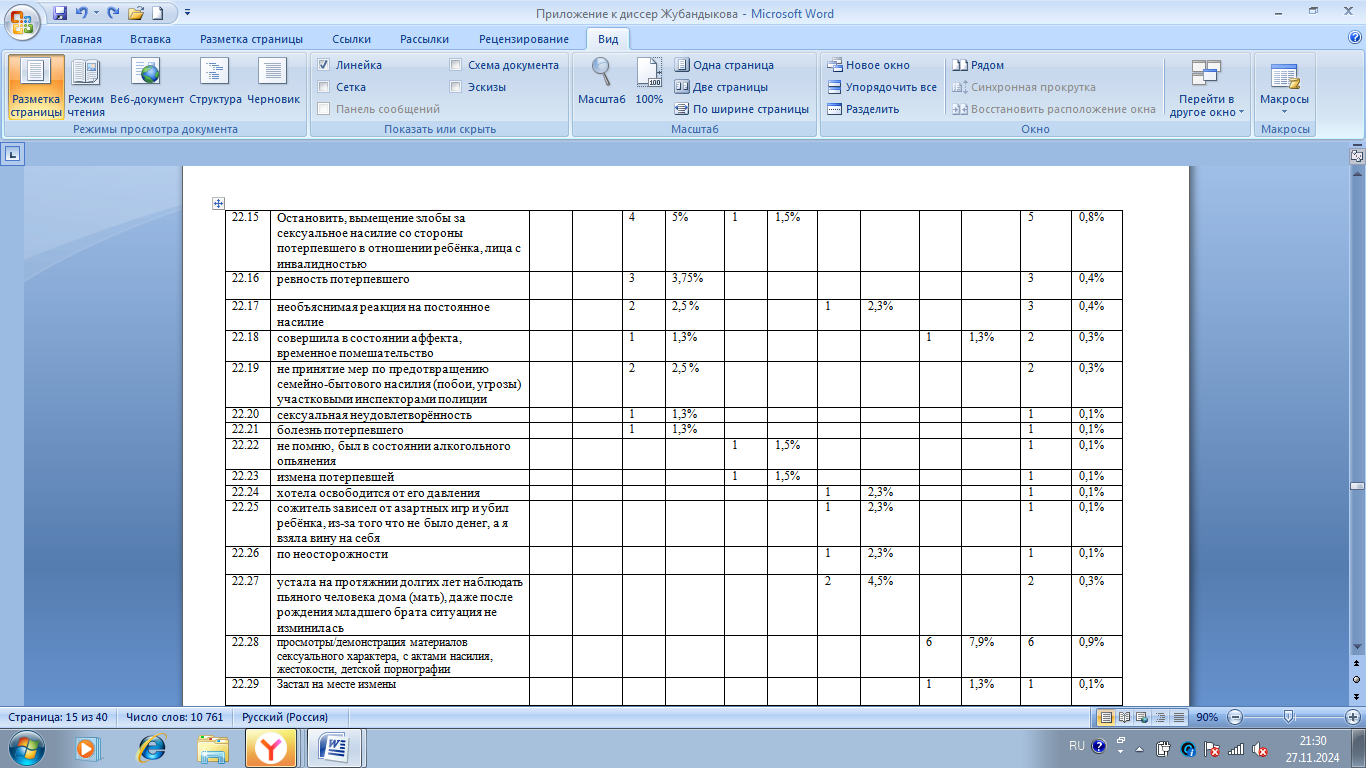 Приложение к диссер Жубандыкова - Microsoft Word
Главная Вставка Разметка страницы Ссылки Рассылки Рецензирование Вид
Разметка страницы
Режим чтения
Веб-документ
Структура
Черновик
Режимы просмотра документа
Линейка
Сетка
Панель сообщений
Схема документа
Эскизы
Показать или скрыть
Масштаб
100
100%
Одна страница
Две страницы
По ширине страницы
Масштаб
Новое окно
Упорядочить все
Разделить
Рядом
Синхронная прокрутка
Восстановить расположение окна
Перейти в другое окно
Окно
Макросы
Макросы
22.15 Остановить, вымещение злобы за 4 5% 1 1,5% 5 0,8%
сексуальное насилие со стороны
потерпевшего в отношении ребёнка, лица с
инвалидностью
22.16 ревность потерпевшего 3 3,75% 3 0,4%
22.17 необъяснимая реакция на постоянное 2 2,5 % 1 2,3% 3 0,4%
насилие
22.18 совершила в состоянии аффекта, 1 1,3% 1 1,3% 2 0,3%
временное помешательство
22.19 не принятие мер по предотвращению 2 2,5 % 2 0,3%
семейно-бытового насилия (побои, угрозы)
участковыми инспекторами полиции
22.20 сексуальная неудовлетворённость 1 1,3% 1 0,1%
22.21 болезнь потерпевшего 1 1,3% 1 0,1%
22.22 не помню, был в состоянии алкогольного 1 1,5% 1 0,1%
опьянения
22.23 измена потерпевшей 1 1,5% 1 0,1%
22.24 хотела освободится от его давления 1 2,3% 1 0,1%
22.25 сожитель зависел от азартных игр и убил 1 2,3% 1 0,1%
ребёнка, из-за того что не было денег, а я
взяла вину на себя
22.26 по неосторожности 1 2,3% 1 0,1%
22.27 устала на протяжнии долгих лет наблюдать 2 4,5% 2 0,3%
пьяного человека дома (мать), даже после
рождения младшего брата ситуация не
изминилась
22.28 просмотры/демонстрация материалов 6 7,9% 6 0,9%
сексуального характера, с актами насилия,
жестокости, детской порнографии
22.29 Застал на месте измены 1 1,3% 1 0,1%
Страница: 15 из 40 Число слов: 10 761 Русский (Россия) 90%
RU 21:30
27.11.2024